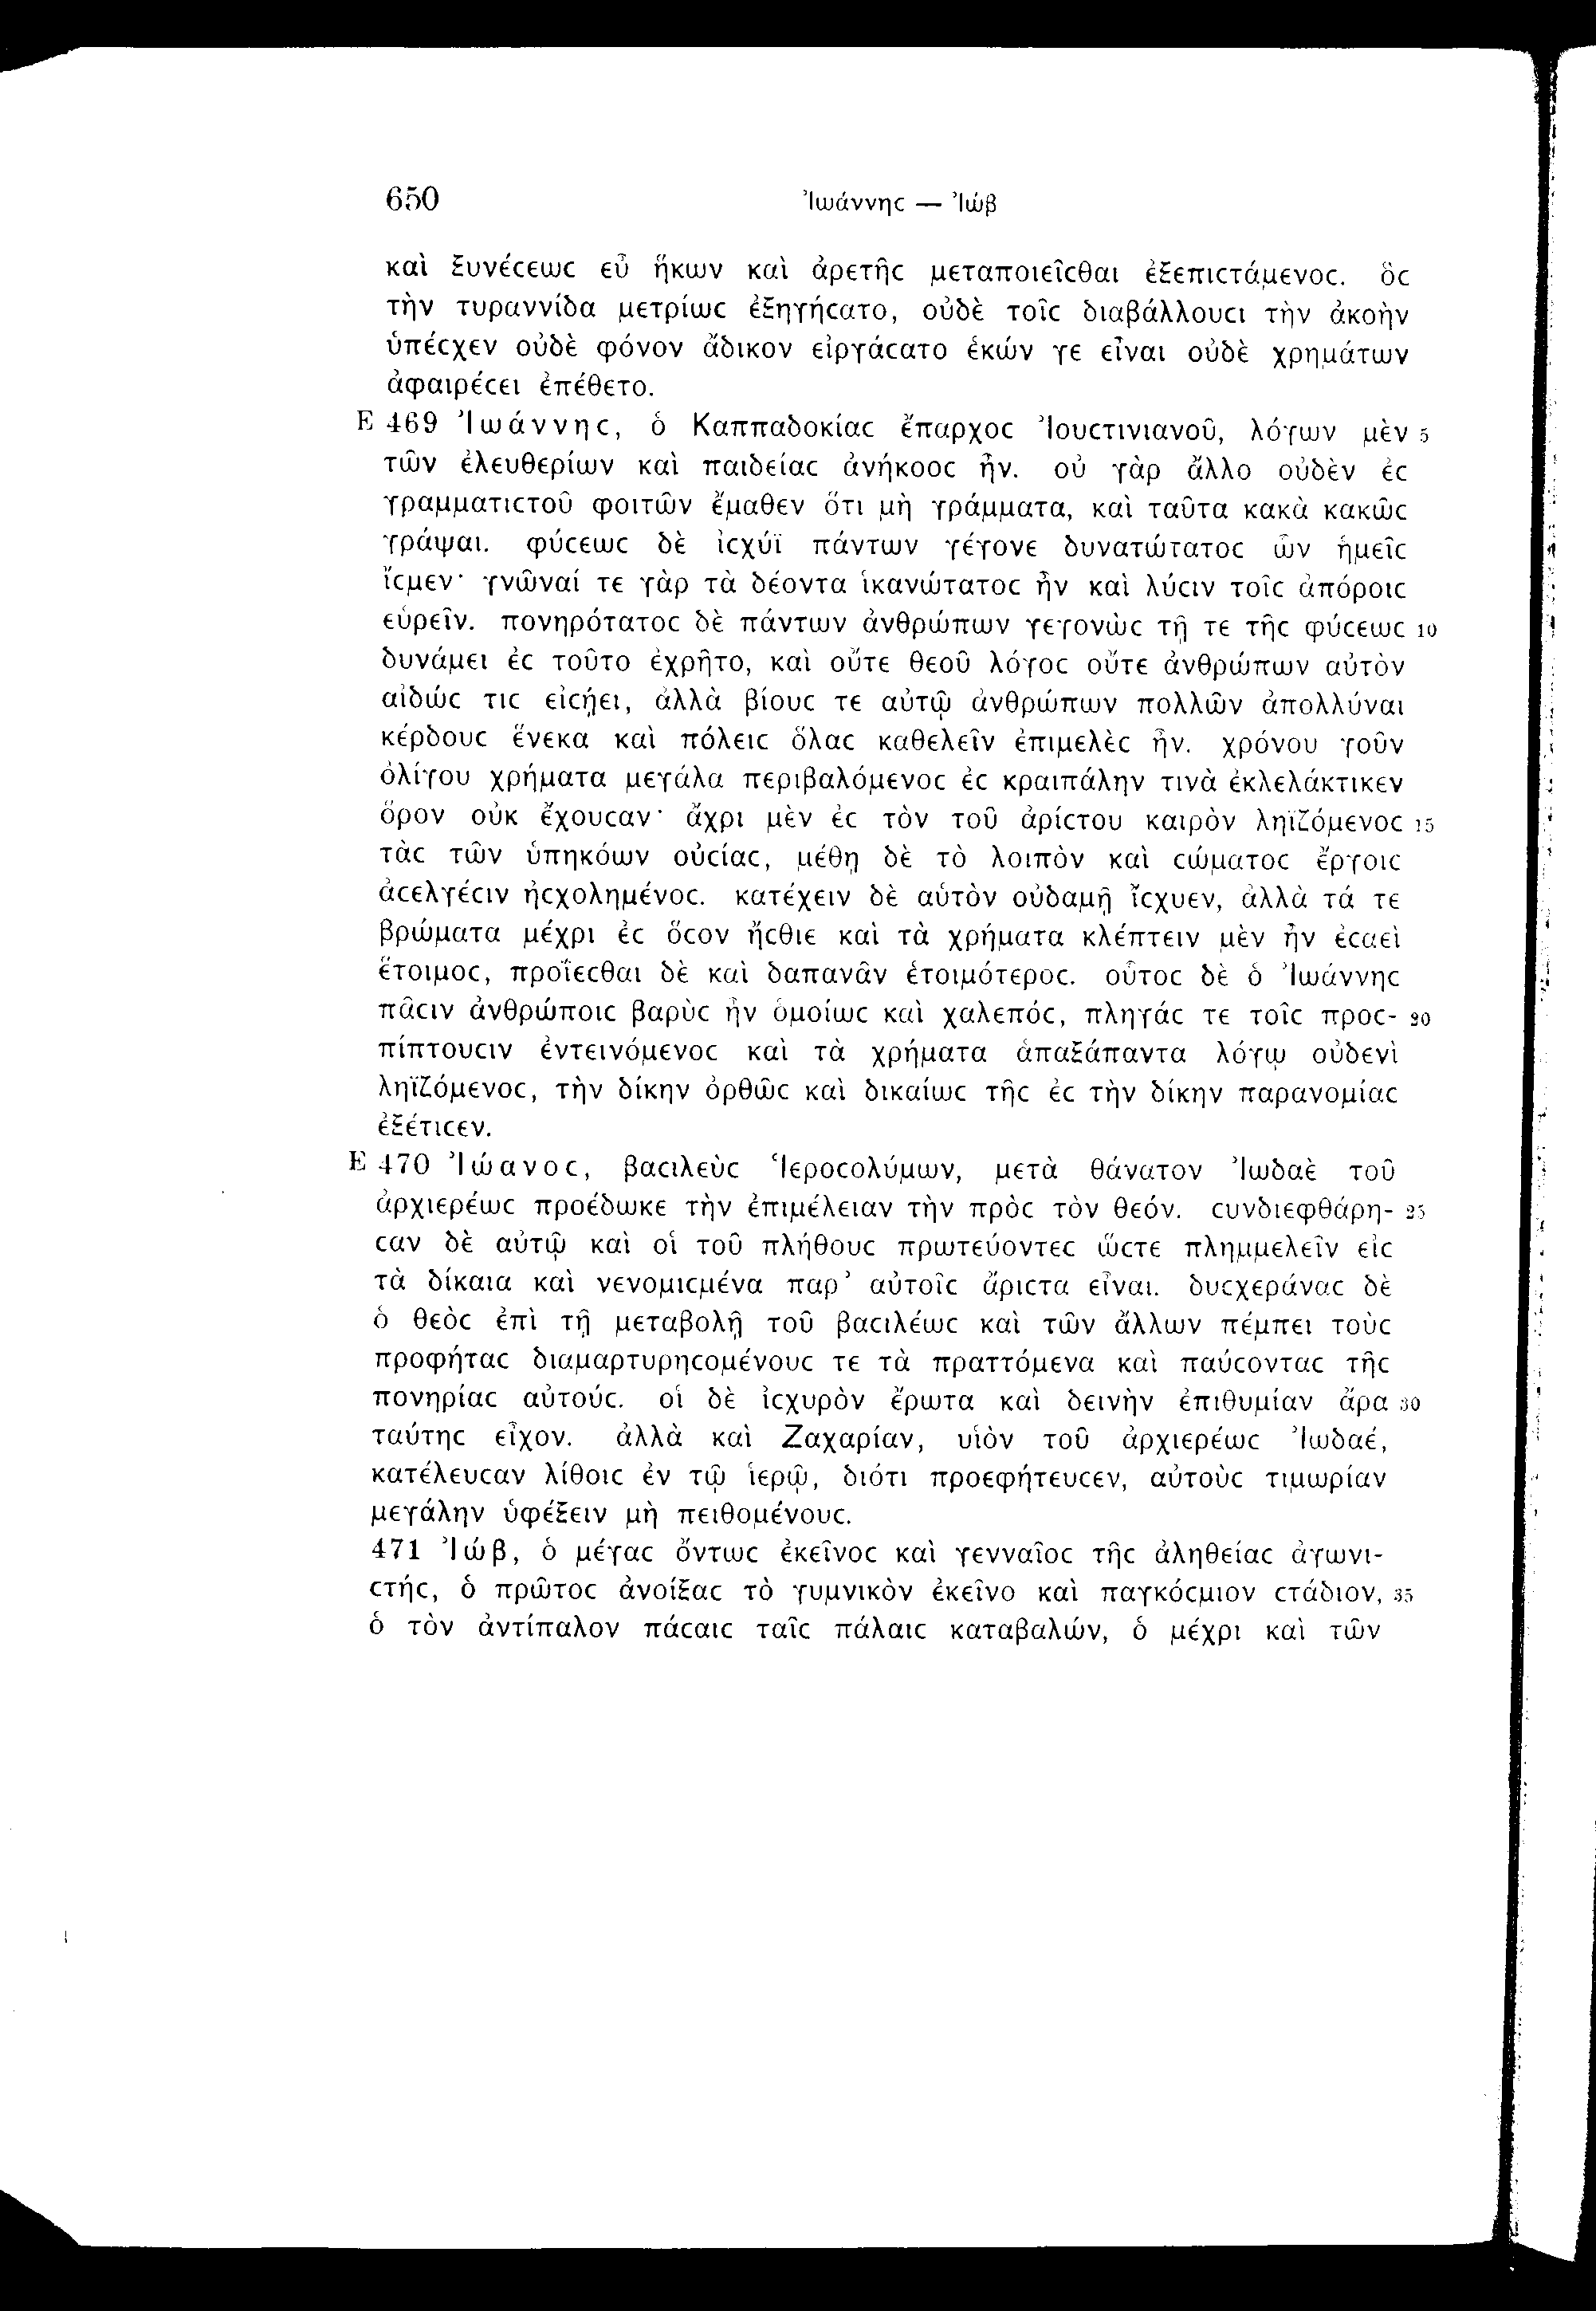 650 Ἰωάννηϲ — Ἰώβ
καὶ ξυνέϲεωϲ εὖ ἥκων καὶ ἀρετῆϲ μεταποιεῖϲθαι ἐξεπιϲτάμενοϲ. ὃϲ
τὴν τυραννίδα μετρίωϲ ἐξηγήϲατο, οὐδὲ τοῖϲ διαβάλλουϲι τὴν ἀκοὴν
ὑπέϲχεν οὐδὲ φόνον ἄδικον εἰργάϲατο ἑκών γε εἶναι οὐδὲ χρημάτων
ἀφαιρέϲει ἐπέθετο.
E 469 Ἰωάννηϲ, ὁ Καππαδοκίαϲ ἔπαρχοϲ Ἰουϲτινιανοῦ, λόγων μὲν 5
τῶν ἐλευθερίων καὶ παιδείαϲ ἀνήκοοϲ ἦν. οὐ γὰρ ἄλλο οὐδὲν ἐϲ
γραμματιϲτοῦ φοιτῶν ἔμαθεν ὅτι μὴ γράμματα, καὶ ταῦτα κακὰ κακῶϲ
γράψαι. φύϲεωϲ δὲ ἰϲχύϊ πάντων γέγονε δυνατώτατοϲ ὧν ἡμεῖϲ
ἴϲμεν· γνῶναί τε γὰρ τὰ δέοντα ἱκανώτατοϲ ἦν καὶ λύϲιν τοῖϲ ἀπόροιϲ
εὑρεῖν. πονηρότατοϲ δὲ πάντων ἀνθρώπων γεγονὼϲ τῇ τε τῆϲ φύϲεωϲ 10
δυνάμει ἐϲ τοῦτο ἐχρῆτο, καὶ οὔτε θεοῦ λόγοϲ οὔτε ἀνθρώπων αὐτὸν
αἰδώϲ τιϲ εἰϲῄει, ἀλλὰ βίουϲ τε αὐτῷ ἀνθρώπων πολλῶν ἀπολλύναι
κέρδουϲ ἕνεκα καὶ πόλειϲ ὅλαϲ καθελεῖν ἐπιμελὲϲ ἦν. χρόνου γοῦν
ὀλίγου χρήματα μεγάλα περιβαλόμενοϲ ἐϲ κραιπάλην τινὰ ἐκλελάκτικεν
ὅρον οὐκ ἔχουϲαν· ἄχρι μὲν ἐϲ τὸν τοῦ ἀρίϲτου καιρὸν ληϊζόμενοϲ 15
τὰϲ τῶν ὑπηκόων οὐϲίαϲ, μέθῃ δὲ τὸ λοιπὸν καὶ ϲώματοϲ ἔργοιϲ
ἀϲελγέϲιν ἠϲχολημένοϲ. κατέχειν δὲ αὑτὸν οὐδαμῇ ἴϲχυεν, ἀλλὰ τά τε
βρώματα μέχρι ἐϲ ὅϲον ἤϲθιε καὶ τὰ χρήματα κλέπτειν μὲν ἦν ἐϲαεὶ
ἕτοιμοϲ, προΐεϲθαι δὲ καὶ δαπανᾶν ἑτοιμότεροϲ. οὗτοϲ δὲ ὁ Ἰωάννηϲ
πᾶϲιν ἀνθρώποιϲ βαρὺϲ ἦν ὁμοίωϲ καὶ χαλεπόϲ, πληγάϲ τε τοῖϲ προϲ- 20
πίπτουϲιν ἐντεινόμενοϲ καὶ τὰ χρήματα ἁπαξάπαντα λόγῳ οὐδενὶ
ληϊζόμενοϲ, τὴν δίκην ὀρθῶϲ καὶ δικαίωϲ τῆϲ ἐϲ τὴν δίκην παρανομίαϲ
ἐξέτιϲεν.
E 470 Ἰώανοϲ, βαϲιλεὺϲ Ἱεροϲολύμων, μετὰ θάνατον Ἰωδαὲ τοῦ
ἀρχιερέωϲ προέδωκε τὴν ἐπιμέλειαν τὴν πρὸϲ τὸν θεόν. ϲυνδιεφθάρη- 25
ϲαν δὲ αὐτῷ καὶ οἱ τοῦ πλήθουϲ πρωτεύοντεϲ ὥϲτε πλημμελεῖν εἰϲ
τὰ δίκαια καὶ νενομιϲμένα παρ’ αὐτοῖϲ ἄριϲτα εἶναι. δυϲχεράναϲ δὲ
ὁ θεὸϲ ἐπὶ τῇ μεταβολῇ τοῦ βαϲιλέωϲ καὶ τῶν ἄλλων πέμπει τοὺϲ
προφήταϲ διαμαρτυρηϲομένουϲ τε τὰ πραττόμενα καὶ παύϲονταϲ τῆϲ
πονηρίαϲ αὐτούϲ. οἱ δὲ ἰϲχυρὸν ἔρωτα καὶ δεινὴν ἐπιθυμίαν ἄρα 30
ταύτηϲ εἶχον. ἀλλὰ καὶ Ζαχαρίαν, υἱὸν τοῦ ἀρχιερέωϲ Ἰωδαέ,
κατέλευϲαν λίθοιϲ ἐν τῷ ἱερῷ, διότι προεφήτευϲεν, αὐτοὺϲ τιμωρίαν
μεγάλην ὑφέξειν μὴ πειθομένουϲ.
471 Ἰώβ, ὁ μέγαϲ ὄντωϲ ἐκεῖνοϲ καὶ γενναῖοϲ τῆϲ ἀληθείαϲ ἀγωνι-
ϲτήϲ, ὁ πρῶτοϲ ἀνοίξαϲ τὸ γυμνικὸν ἐκεῖνο καὶ παγκόϲμιον ϲτάδιον, 35
ὁ τὸν ἀντίπαλον πάϲαιϲ ταῖϲ πάλαιϲ καταβαλών, ὁ μέχρι καὶ τῶν